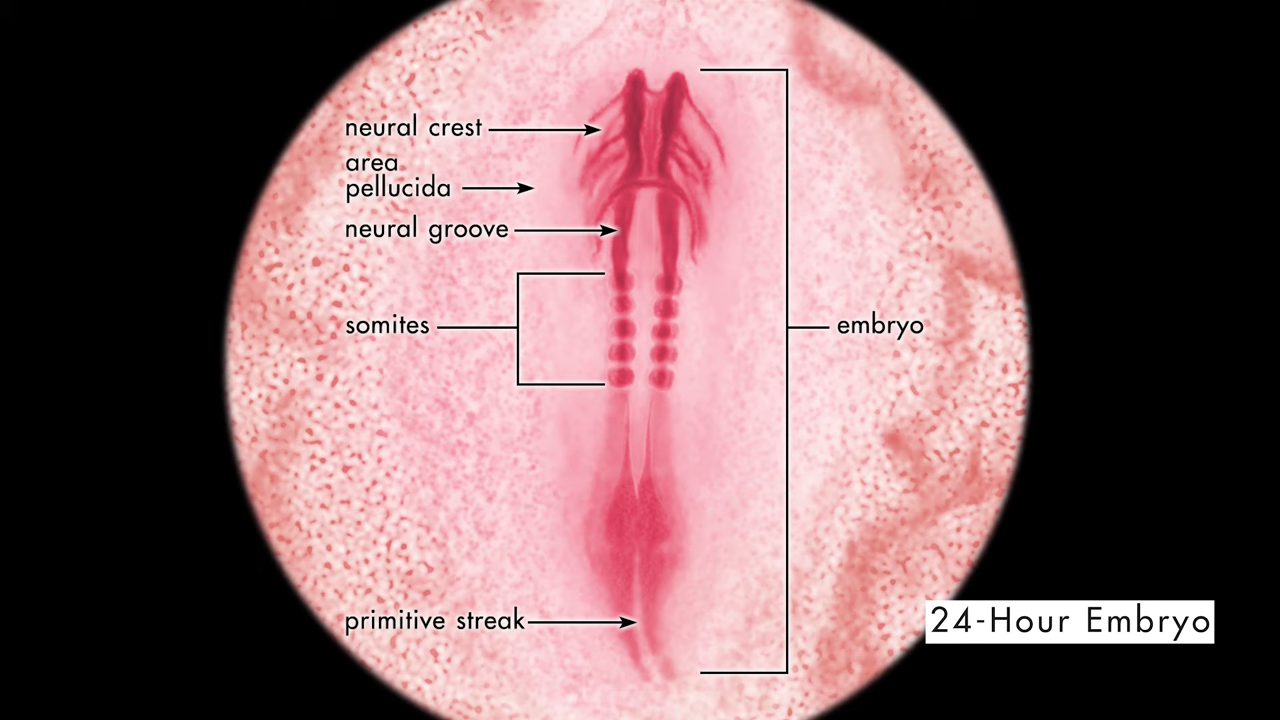 neural crest
area
pellucida
neural groove
somites
embryo
primitive streak
24-Hour Embryo